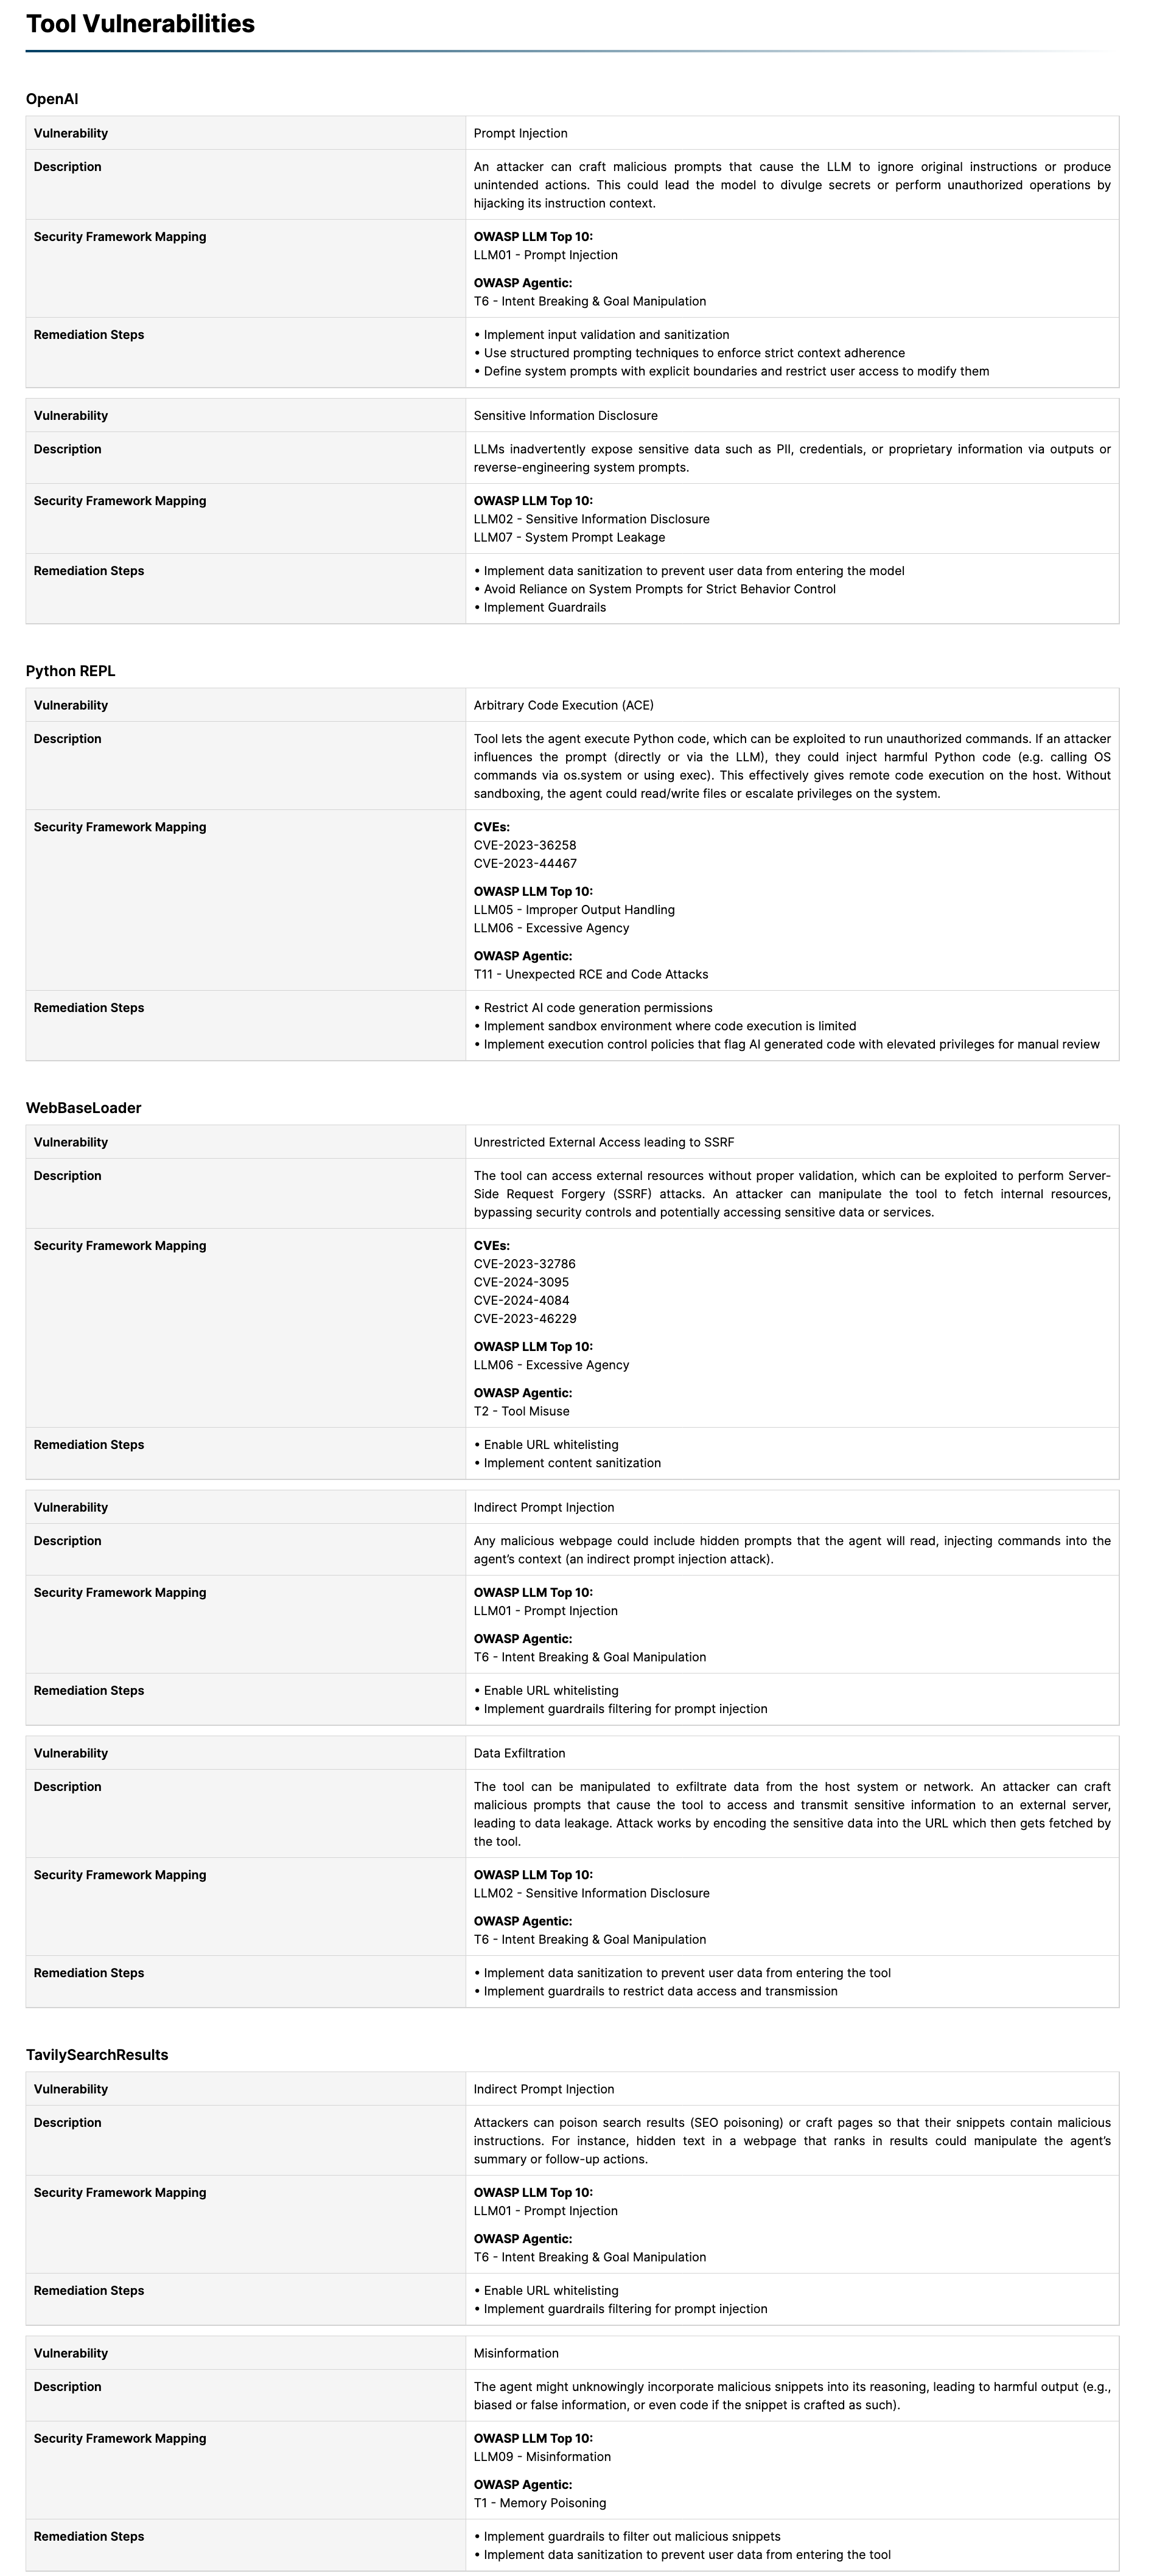 Tool Vulnerabilities
OpenAI
Vulnerability
Prompt Injection
Description
An attacker can craft malicious prompts that cause the LLM to ignore original instructions or produce
unintended actions. This could lead the model to divulge secrets or perform unauthorized operations by
hijacking its instruction context.
Security Framework Mapping
OWASP LLM Top 10:
LLM01 - Prompt Injection
OWASP Agentic:
T6 - Intent Breaking & Goal Manipulation
Remediation Steps
• Implement input validation and sanitization
• Use structured prompting techniques to enforce strict context adherence
• Define system prompts with explicit boundaries and restrict user access to modify them
Vulnerability
Sensitive Information Disclosure
Description
LLMs inadvertently expose sensitive data such as PII, credentials, or proprietary information via outputs or
reverse-engineering system prompts.
Security Framework Mapping
OWASP LLM Top 10:
LLM02 - Sensitive Information Disclosure
LLM07 - System Prompt Leakage
Remediation Steps
• Implement data sanitization to prevent user data from entering the model
• Avoid Reliance on System Prompts for Strict Behavior Control
• Implement Guardrails
Python REPL
Vulnerability
Arbitrary Code Execution (ACE)
Description
Tool lets the agent execute Python code, which can be exploited to run unauthorized commands. If an attacker
influences the prompt (directly or via the LLM), they could inject harmful Python code (e.g. calling OS
commands via os.system or using exec). This effectively gives remote code execution on the host. Without
sandboxing, the agent could read/write files or escalate privileges on the system.
Security Framework Mapping
CVEs:
CVE-2023-36258
CVE-2023-44467
OWASP LLM Top 10:
LLM05 - Improper Output Handling
LLM06 - Excessive Agency
OWASP Agentic:
T11 - Unexpected RCE and Code Attacks
Remediation Steps
• Restrict AI code generation permissions
• Implement sandbox environment where code execution is limited
• Implement execution control policies that flag AI generated code with elevated privileges for manual review
WebBaseLoader
Vulnerability
Unrestricted External Access leading to SSRF
Description
The tool can access external resources without proper validation, which can be exploited to perform Server-
Side Request Forgery (SSRF) attacks. An attacker can manipulate the tool to fetch internal resources,
bypassing security controls and potentially accessing sensitive data or services.
Security Framework Mapping
CVEs:
CVE-2023-32786
CVE-2024-3095
CVE-2024-4084
CVE-2023-46229
OWASP LLM Top 10:
LLM06 - Excessive Agency
OWASP Agentic:
T2 - Tool Misuse
Remediation Steps
• Enable URL whitelisting
• Implement content sanitization
Vulnerability
Indirect Prompt Injection
Description
Any malicious webpage could include hidden prompts that the agent will read, injecting commands into the
agent's context (an indirect prompt injection attack).
Security Framework Mapping
OWASP LLM Top 10:
LLM01 - Prompt Injection
OWASP Agentic:
T6 - Intent Breaking & Goal Manipulation
Remediation Steps
• Enable URL whitelisting
• Implement guardrails filtering for prompt injection
Vulnerability
Data Exfiltration
Description
The tool can be manipulated to exfiltrate data from the host system or network. An attacker can craft
malicious prompts that cause the tool to access and transmit sensitive information to an external server,
leading to data leakage. Attack works by encoding the sensitive data into the URL which then gets fetched by
the tool.
Security Framework Mapping
OWASP LLM Top 10:
LLM02 - Sensitive Information Disclosure
OWASP Agentic:
T6 - Intent Breaking & Goal Manipulation
Remediation Steps
• Implement data sanitization to prevent user data from entering the tool
• Implement guardrails to restrict data access and transmission
TavilySearchResults
Vulnerability
Indirect Prompt Injection
Description
Attackers can poison search results (SEO poisoning) or craft pages so that their snippets contain malicious
instructions. For instance, hidden text in a webpage that ranks in results could manipulate the agent's
summary or follow-up actions.
Security Framework Mapping
OWASP LLM Top 10:
LLM01 - Prompt Injection
OWASP Agentic:
T6 - Intent Breaking & Goal Manipulation
Remediation Steps
• Enable URL whitelisting
• Implement guardrails filtering for prompt injection
Vulnerability
Misinformation
Description
The agent might unknowingly incorporate malicious snippets into its reasoning, leading to harmful output (e.g.,
biased or false information, or even code if the snippet is crafted as such).
Security Framework Mapping
OWASP LLM Top 10:
LLM09 - Misinformation
OWASP Agentic:
T1 - Memory Poisoning
Remediation Steps
• Implement guardrails to filter out malicious snippets
• Implement data sanitization to prevent user data from entering the tool